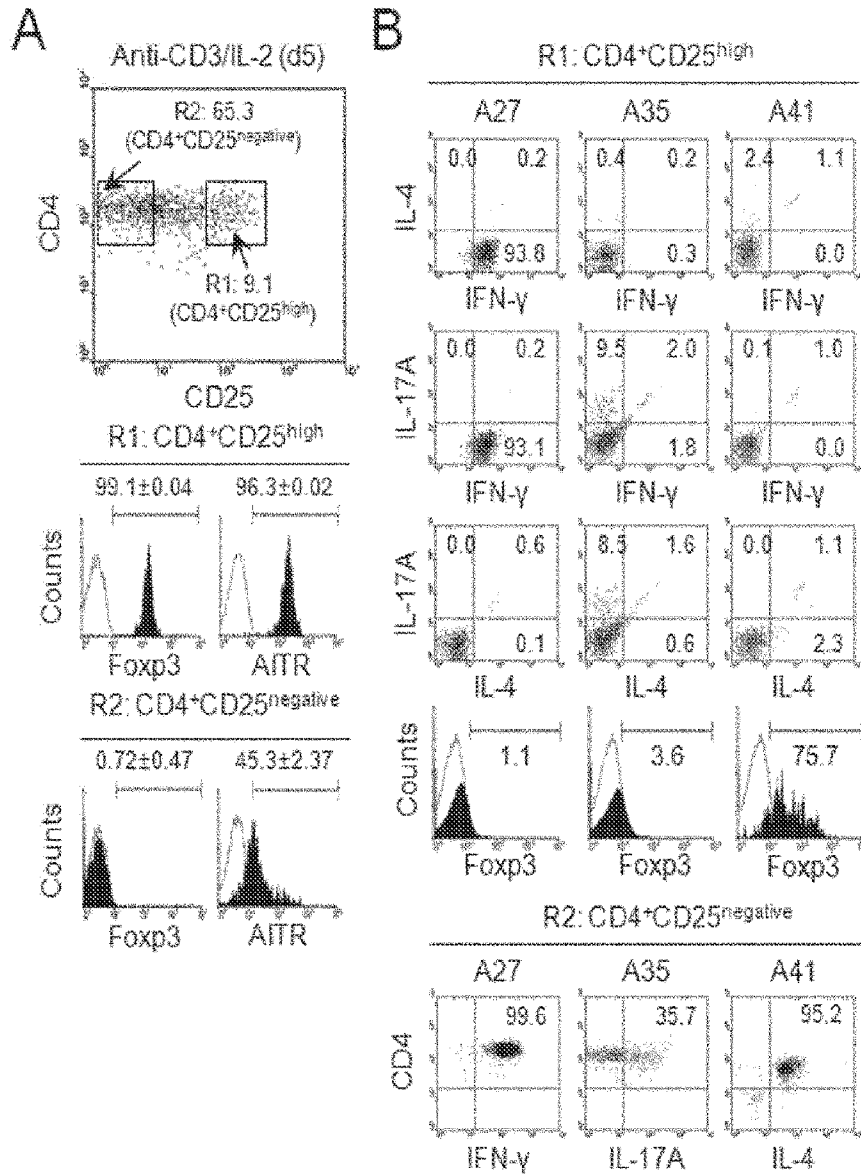 A
Anti-CD3/IL-2 (d5)
R2: 65.3
(CD4+CD25negative)
CD4
R1: 9.1
(CD4+CD25high)
CD25
R1: CD4+CD25high
99.1±0.04 96.3±0.02
Counts
Foxp3 AITR
R2: CD4+CD25negative
0.72±0.47 45.3±2.37
Counts
Foxp3 AITR
B
R1: CD4+CD25high
A27 A35 A41
IL-4
0.0 0.2 0.4 0.2 2.4 1.1
93.8 0.3 0.0
IFN-γ IFN-γ IFN-γ
IL-17A
0.0 0.2 9.5 2.0 0.1 1.0
93.1 1.8 0.0
IFN-γ IFN-γ IFN-γ
IL-17A
0.0 0.6 8.5 1.6 0.0 1.1
0.1 0.6 2.3
IL-4 IL-4 IL-4
Counts
1.1 3.6 75.7
Foxp3 Foxp3 Foxp3
R2: CD4+CD25negative
A27 A35 A41
CD4
99.6 35.7 95.2
IFN-γ IL-17A IL-4